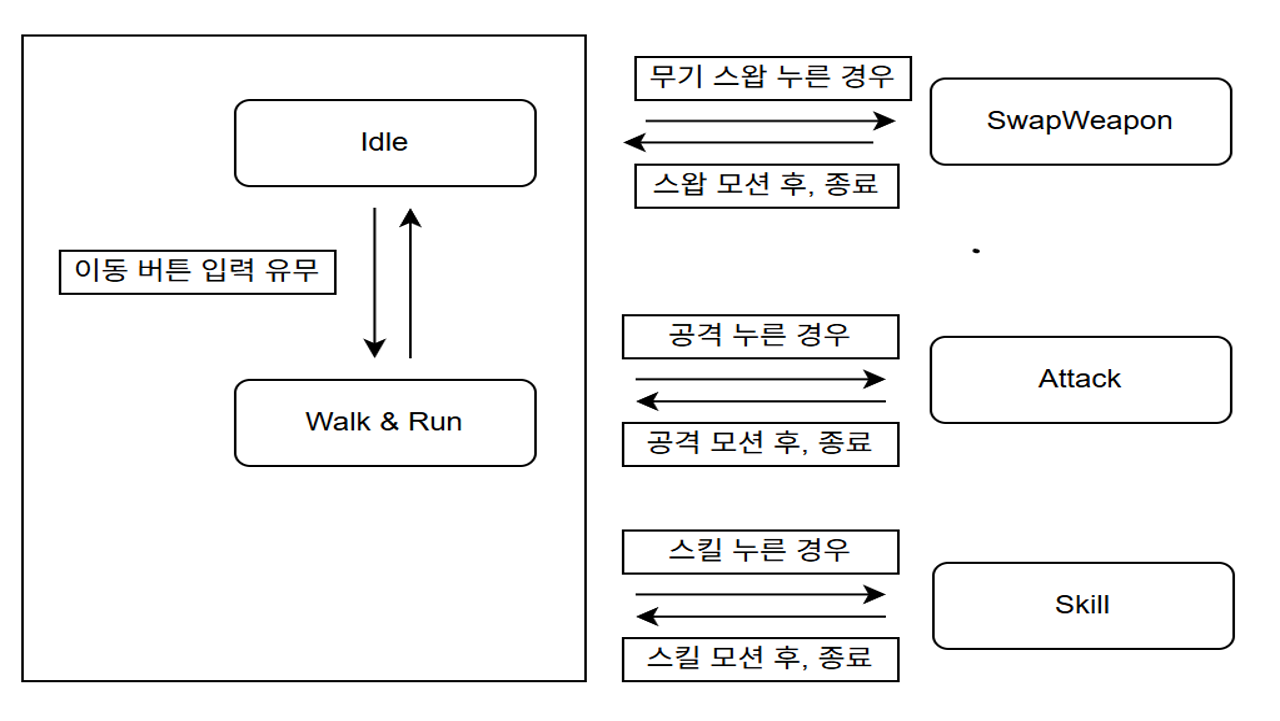 Idle
이동 버튼 입력 유무
Walk & Run
무기 스왑 누른 경우
스왑 모션 후, 종료
SwapWeapon
공격 누른 경우
공격 모션 후, 종료
Attack
스킬 누른 경우
스킬 모션 후, 종료
Skill